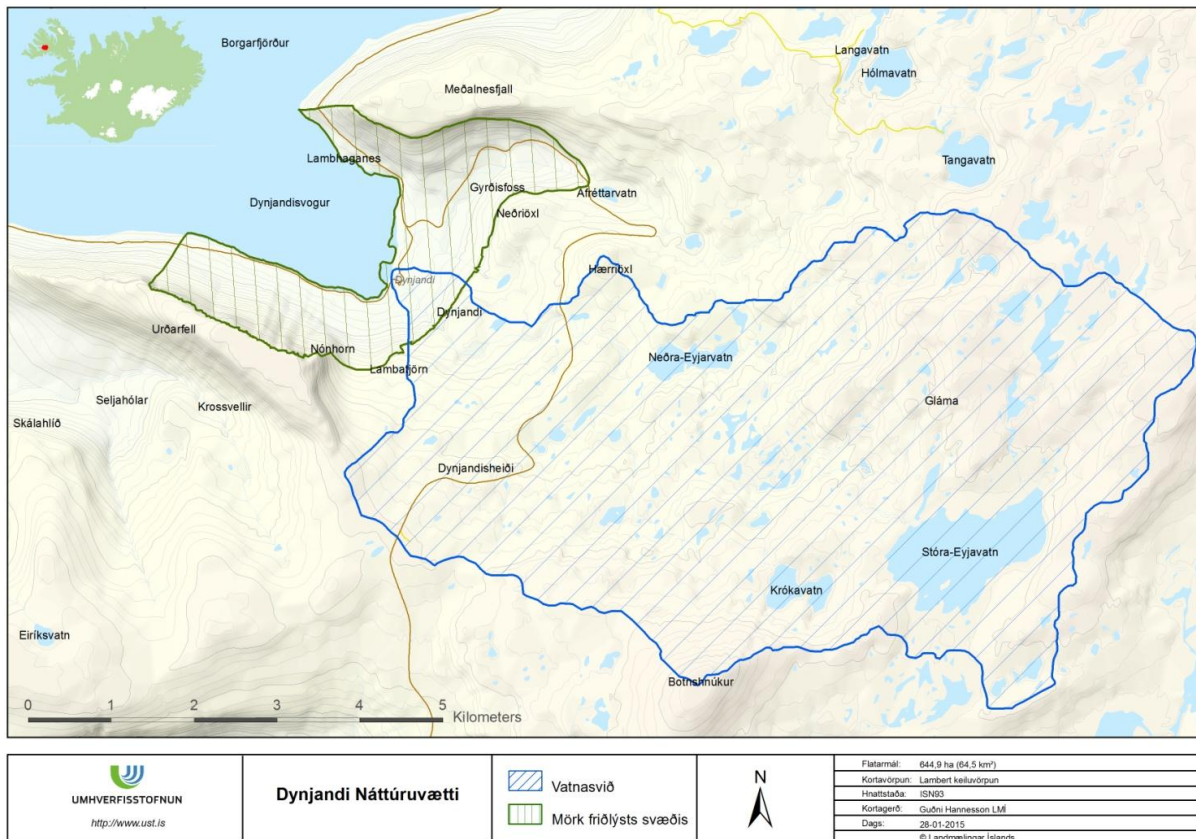 Borgarfjörður
Langavatn
Hólmavatn
Meðalnesfjall
Lambhaganes
Tangavatn
Gyrðisfoss
Afréttarvatn
Dynjandisvogur
Neðriöxl
Hærriöxl
Dynjandi
Dynjandi
Urðarfell
Nónhorn
Neðra-Eyjarvatn
Lambafjörn
Seljahólar
Krossvellir
Gláma
Skálahlíð
Dynjandisheiði
Stóra-Eyjavatn
Krókavatn
Eiríksvatn
Botnshnúkur
0 1 2 3 4 5 Kilometers
UMHVERFISSTOFNUN
http://www.ust.is
Dynjandi Náttúruvætti
Vatnasvið
Mörk friðlýsts svæðis
N
Flatarmál: 644,9 ha (64,5 km²)
Kortavörpun: Lambert keiluvörpun
Hnattstaða: ISN93
Kortagerð: Guðni Hannesson LMÍ
Dags: 28-01-2015
© Landmælingar Íslands